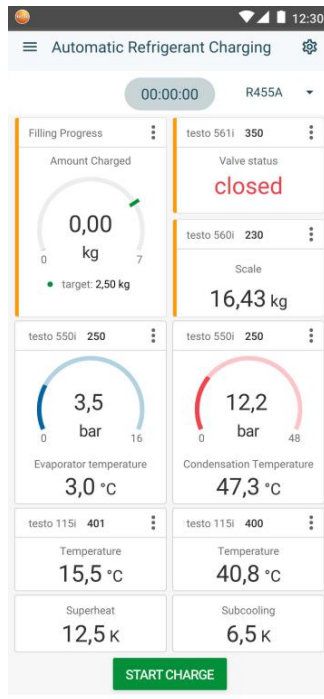 12:30
Automatic Refrigerant Charging
00:00:00 R455A
Filling Progress
Amount Charged
0,00
kg
0 7
target: 2,50 kg
testo 561i 350
Valve status
closed
testo 560i 230
Scale
16,43 kg
testo 550i 250
3,5
bar
0 16
Evaporator temperature
3,0 °C
testo 550i 250
12,2
bar
0 48
Condensation Temperature
47,3 °C
testo 115i 401
Temperature
15,5 °C
testo 115i 400
Temperature
40,8 °C
Superheat
12,5 K
Subcooling
6,5 K
START CHARGE